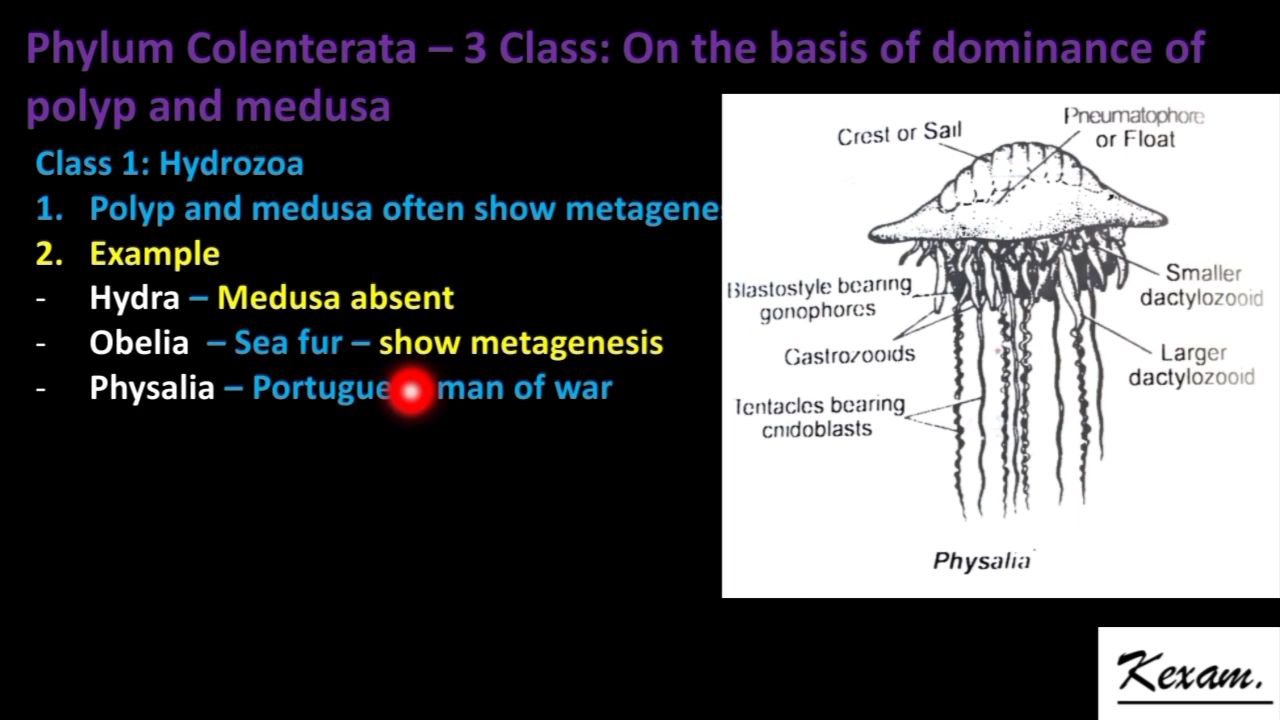 Phylum Colenterata – 3 Class: On the basis of dominance of
polyp and medusa
Class 1: Hydrozoa
1. Polyp and medusa often show metagene
2. Example
- Hydra – Medusa absent
- Obelia – Sea fur – show metagenesis
- Physalia – Portugue man of war
Crest or Sail
Pneumatophore
or Float
Smaller
dactylozooid
Blastostyle bearing
gonophores
Gastrozooids
Larger
dactylozooid
Tentacles bearing
cnidoblasts
Physalia
Kexam.